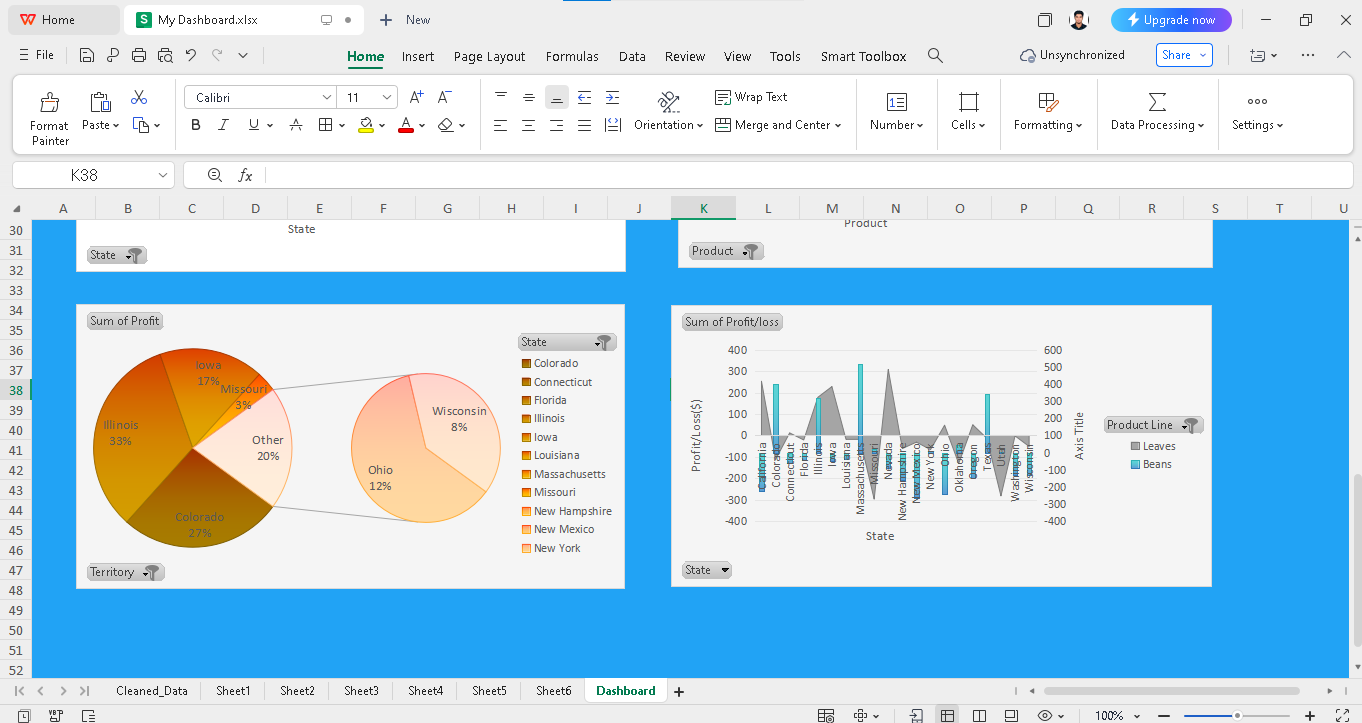 Home
My Dashboard.xlsx
New
Upgrade now
File
Home Insert Page Layout Formulas Data Review View Tools Smart Toolbox
Unsynchronized
Share
Format Painter
Paste
Calibri
11
B I U A
A+ A-
Orientation
Wrap Text
Merge and Center
Number
Cells
Formatting
Data Processing
Settings
K38
fx
A B C D E F G H I J K L M N O P Q R S T U
30
31
32
33
34
35
36
37
38
39
40
41
42
43
44
45
46
47
48
49
50
51
52
State
State
Product
Product
Sum of Profit
Iowa
17%
Missouri
3%
Illinois
33%
Other
20%
Colorado
27%
Wisconsin
8%
Ohio
12%
State
Colorado
Connecticut
Florida
Illinois
Iowa
Louisiana
Massachusetts
Missouri
New Hampshire
New Mexico
New York
Territory
Sum of Profit/loss
Profit/Loss($)
400
300
200
100
0
-100
-200
-300
-400
California
Colorado
Connecticut
Florida
Illinois
Iowa
Louisiana
Massachusetts
Missouri
Nevada
New Hampshire
New Mexico
New York
Ohio
Oklahoma
Oregon
Texas
Utah
Washington
Wisconsin
State
600
500
400
300
200
100
0
-100
-200
-300
-400
Axis Title
Product Line
Leaves
Beans
State
Cleaned_Data Sheet1 Sheet2 Sheet3 Sheet4 Sheet5 Sheet6 Dashboard
100%